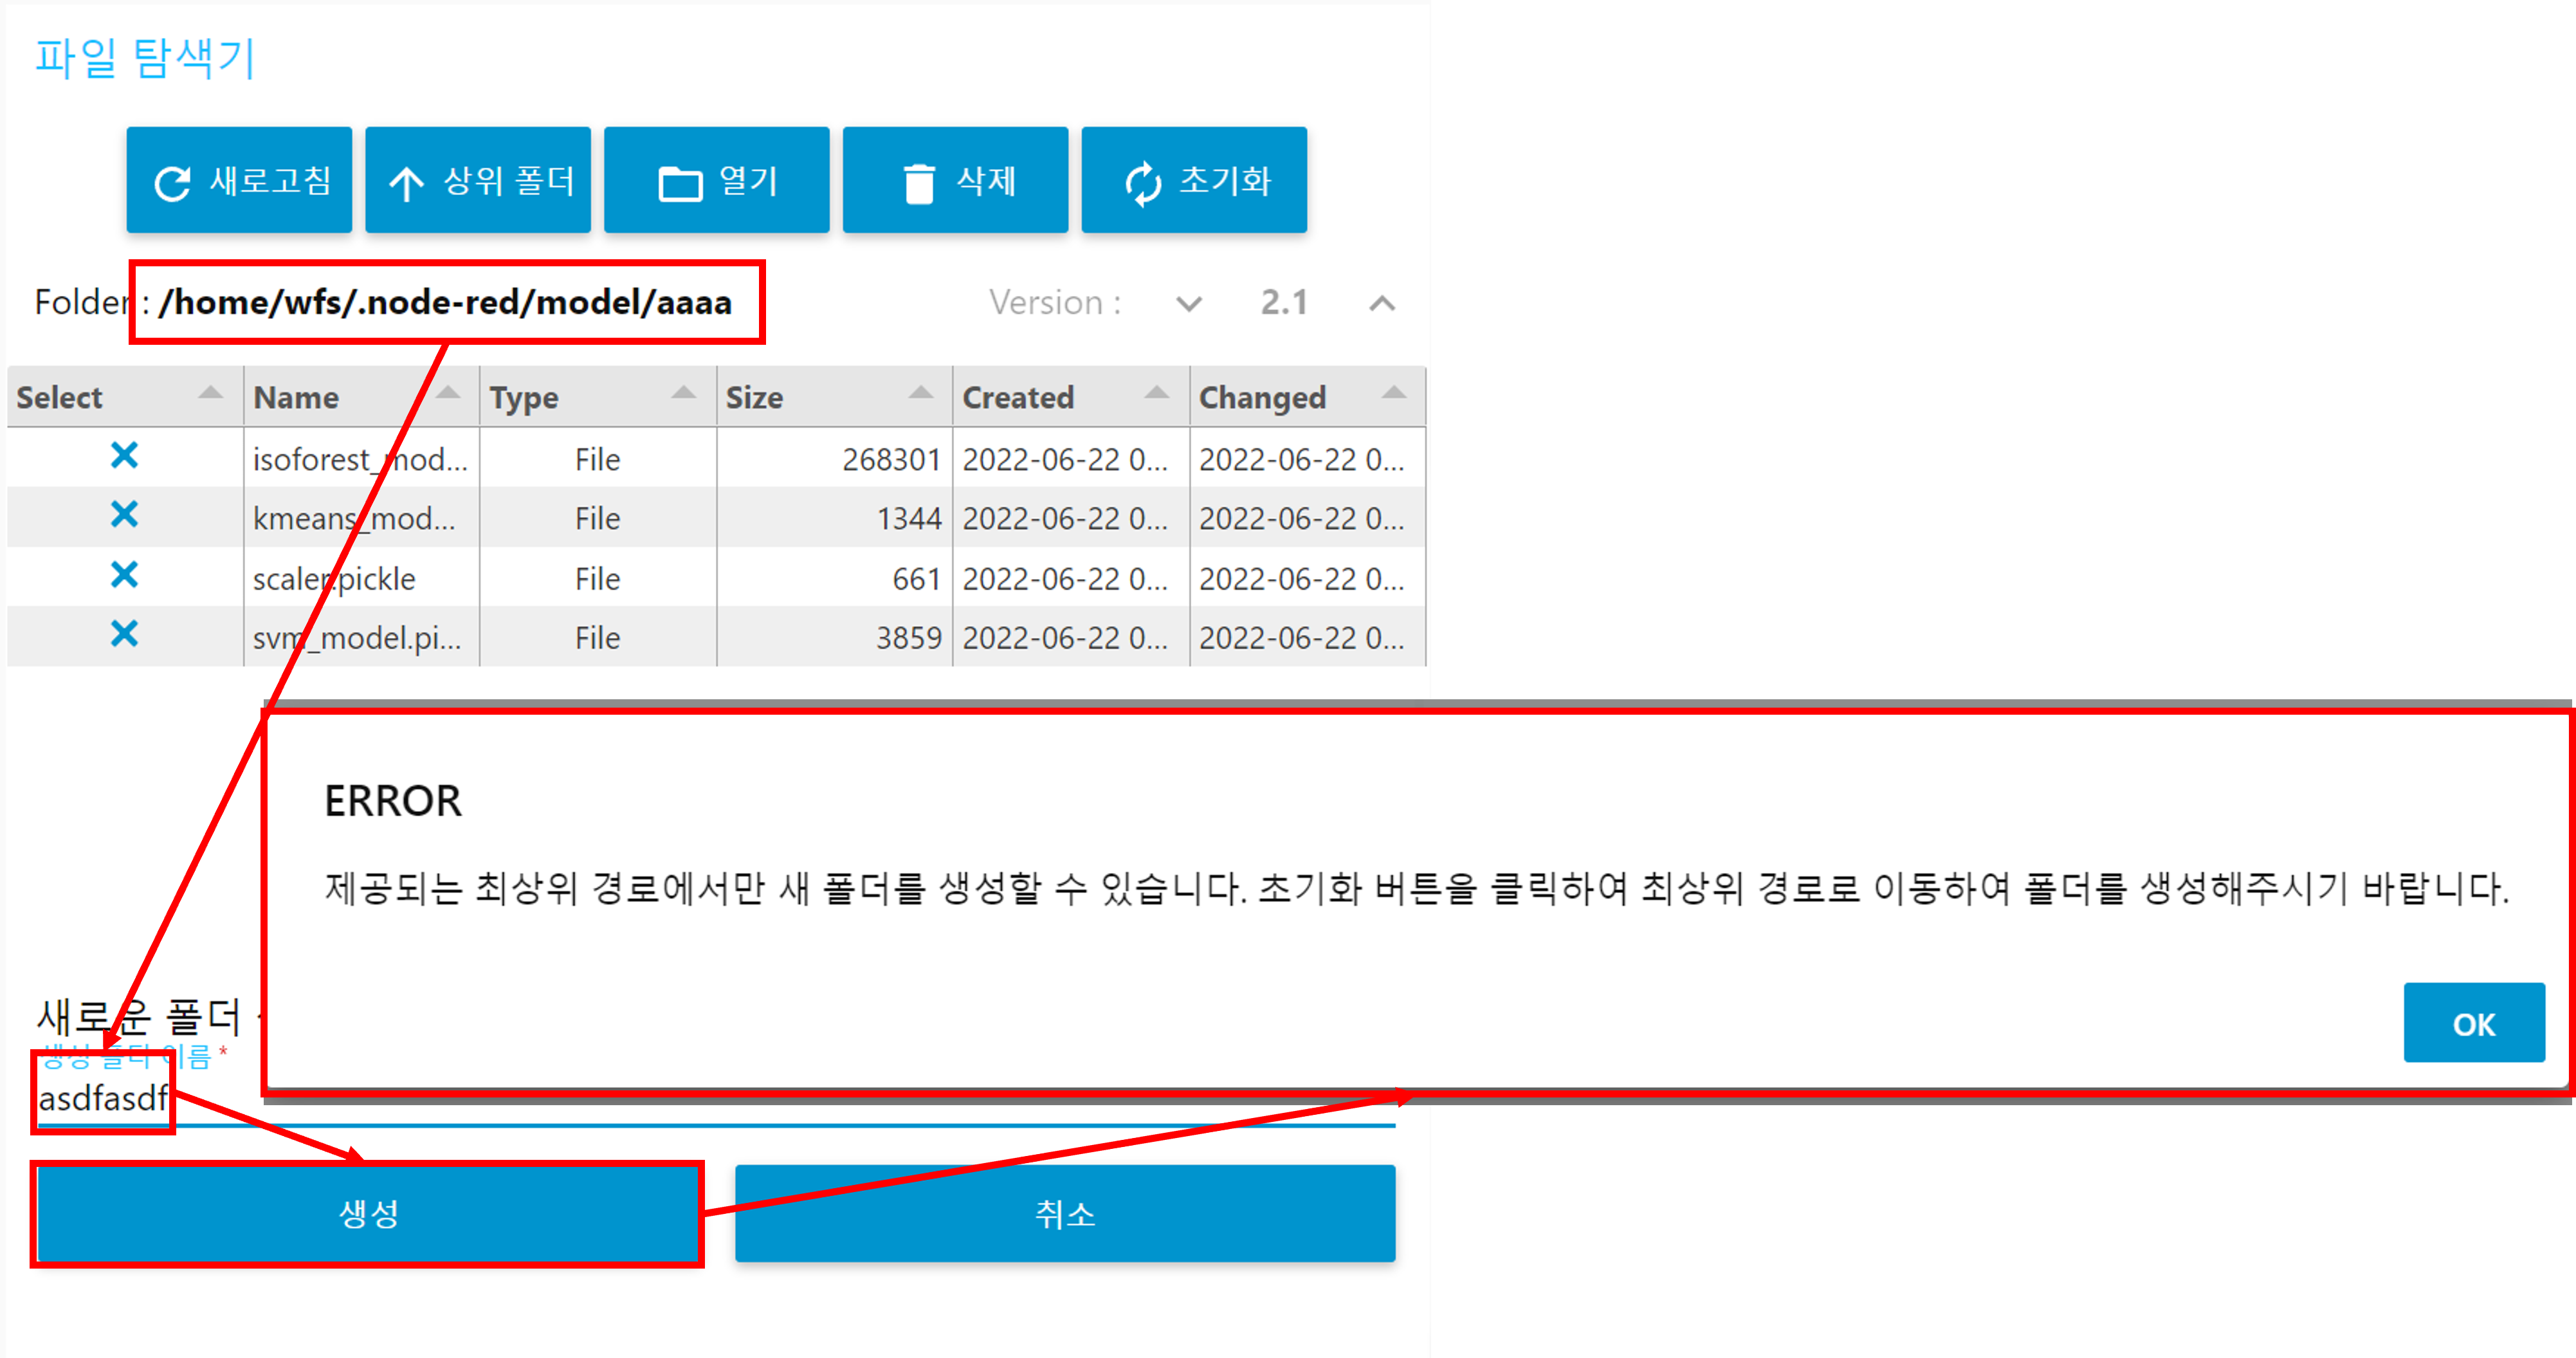 파일 탐색기
새로고침 상위 폴더 열기 삭제 초기화
Folder : /home/wfs/.node-red/model/aaaa Version : 2.1
Select Name Type Size Created Changed
isoforest_mod... File 268301 2022-06-22 0... 2022-06-22 0...
kmeans_mod... File 1344 2022-06-22 0... 2022-06-22 0...
scaler.pickle File 661 2022-06-22 0... 2022-06-22 0...
svm_model.pi... File 3859 2022-06-22 0... 2022-06-22 0...
ERROR
제공되는 최상위 경로에서만 새 폴더를 생성할 수 있습니다. 초기화 버튼을 클릭하여 최상위 경로로 이동하여 폴더를 생성해주시기 바랍니다.
OK
새로운 폴더
생성 폴더 이름 *
asdfasdf
생성 취소